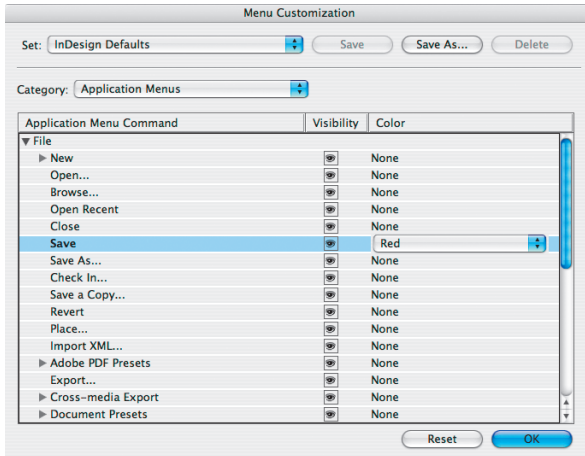 Menu Customization
Set: InDesign Defaults Save Save As... Delete
Category: Application Menus
Application Menu Command Visibility Color
File
New None
Open... None
Browse... None
Open Recent None
Close None
Save Red
Save As... None
Check In... None
Save a Copy... None
Revert None
Place... None
Import XML... None
Adobe PDF Presets None
Export... None
Cross-media Export None
Document Presets None
Reset OK